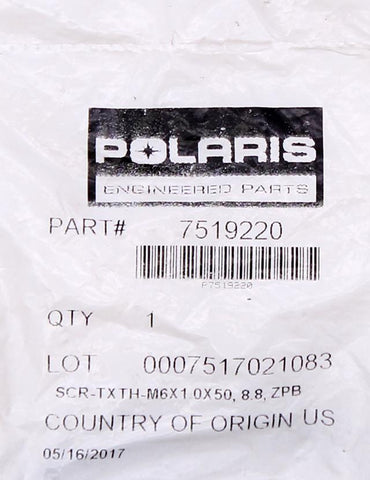 POLARIS
ENGINEERED PARTS
PART# 7519220
P7519220
QTY 1
LOT 0007517021083
SCR-TXTH-M6X1.0X50, 8.8, ZPB
COUNTRY OF ORIGIN US
05/16/2017